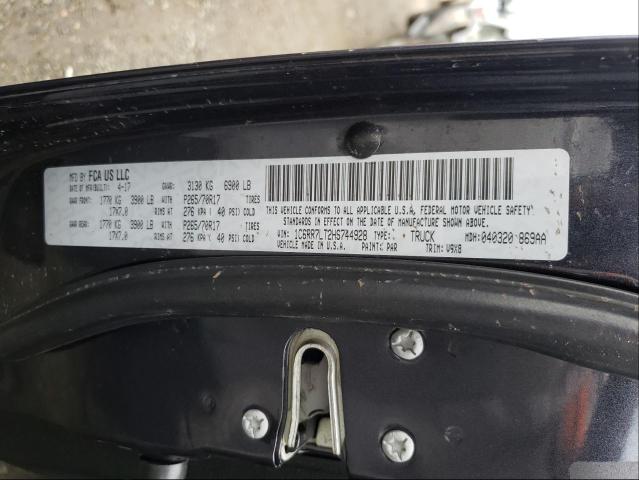 MFD BY FCA US LLC
DATE OF MFR/BUILT: 4-17 GVWR: 3130 KG 6900 LB
GAWR FRONT: 1770 KG 3900 LB WITH P265/70R17 TIRES
17X7.0 RIMS AT 276 KPA/ 40 PSI COLD
GAWR REAR: 1770 KG 3900 LB WITH P265/70R17 TIRES
17X7.0 RIMS AT 276 KPA/ 40 PSI COLD
THIS VEHICLE CONFORMS TO ALL APPLICABLE U.S.A. FEDERAL MOTOR VEHICLE SAFETY
STANDARDS IN EFFECT ON THE DATE OF MANUFACTURE SHOWN ABOVE.
VIN: 1C6RR7LT2HS744928 TYPE: TRUCK MDH: 040320 869AA
VEHICLE MADE IN U.S.A. PAINT: PAR TRIM: V9X8